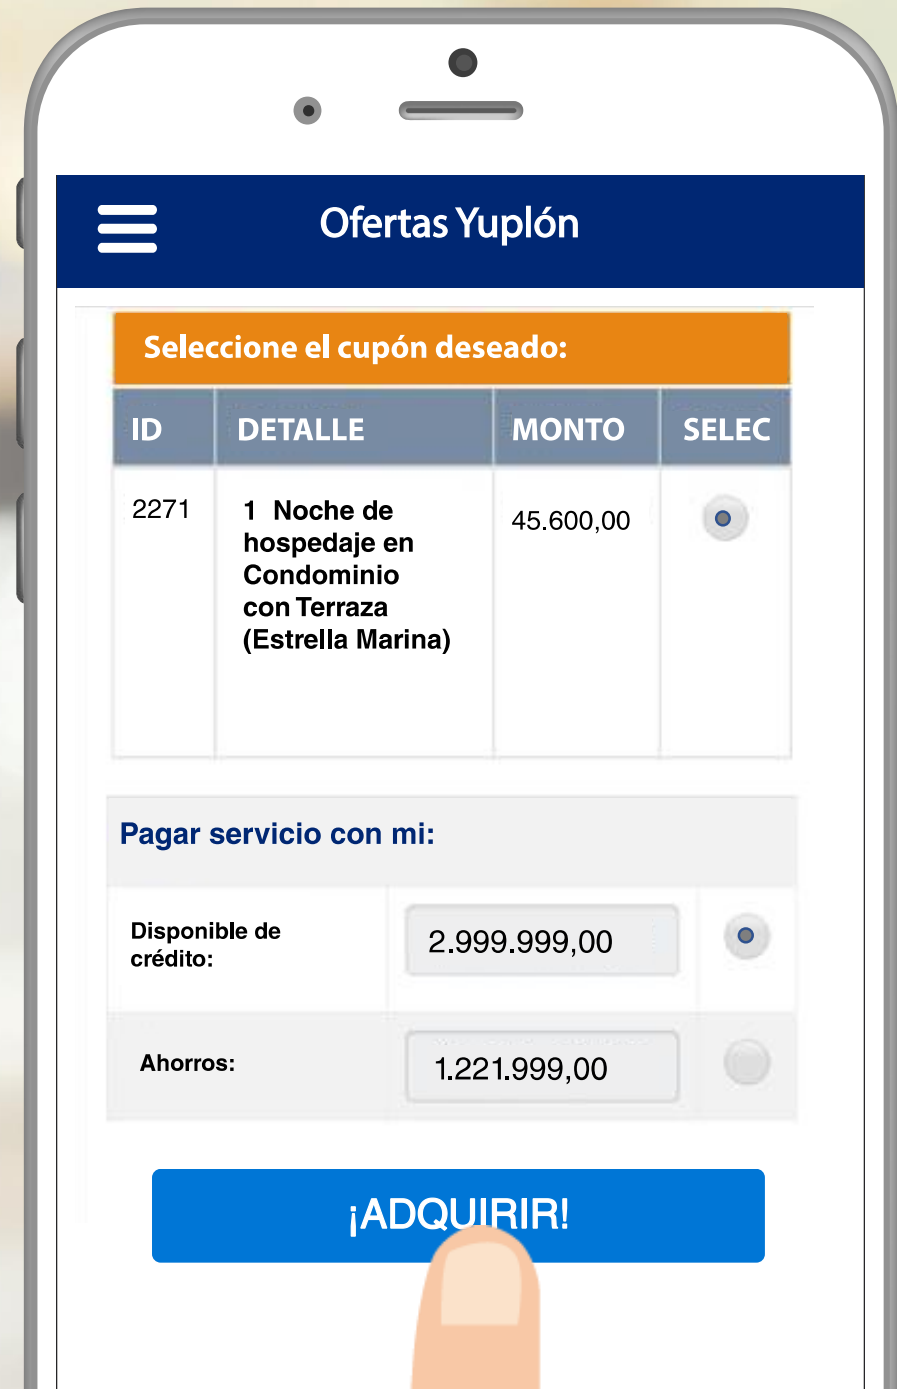 Ofertas Yuplón
Seleccione el cupón deseado:
ID DETALLE MONTO SELEC
2271 1 Noche de 45.600,00
hospedaje en
Condominio
con Terraza
(Estrella Marina)
Pagar servicio con mi:
Disponible de
crédito:
2.999.999,00
Ahorros:
1.221.999,00
¡ADQUIRIR!